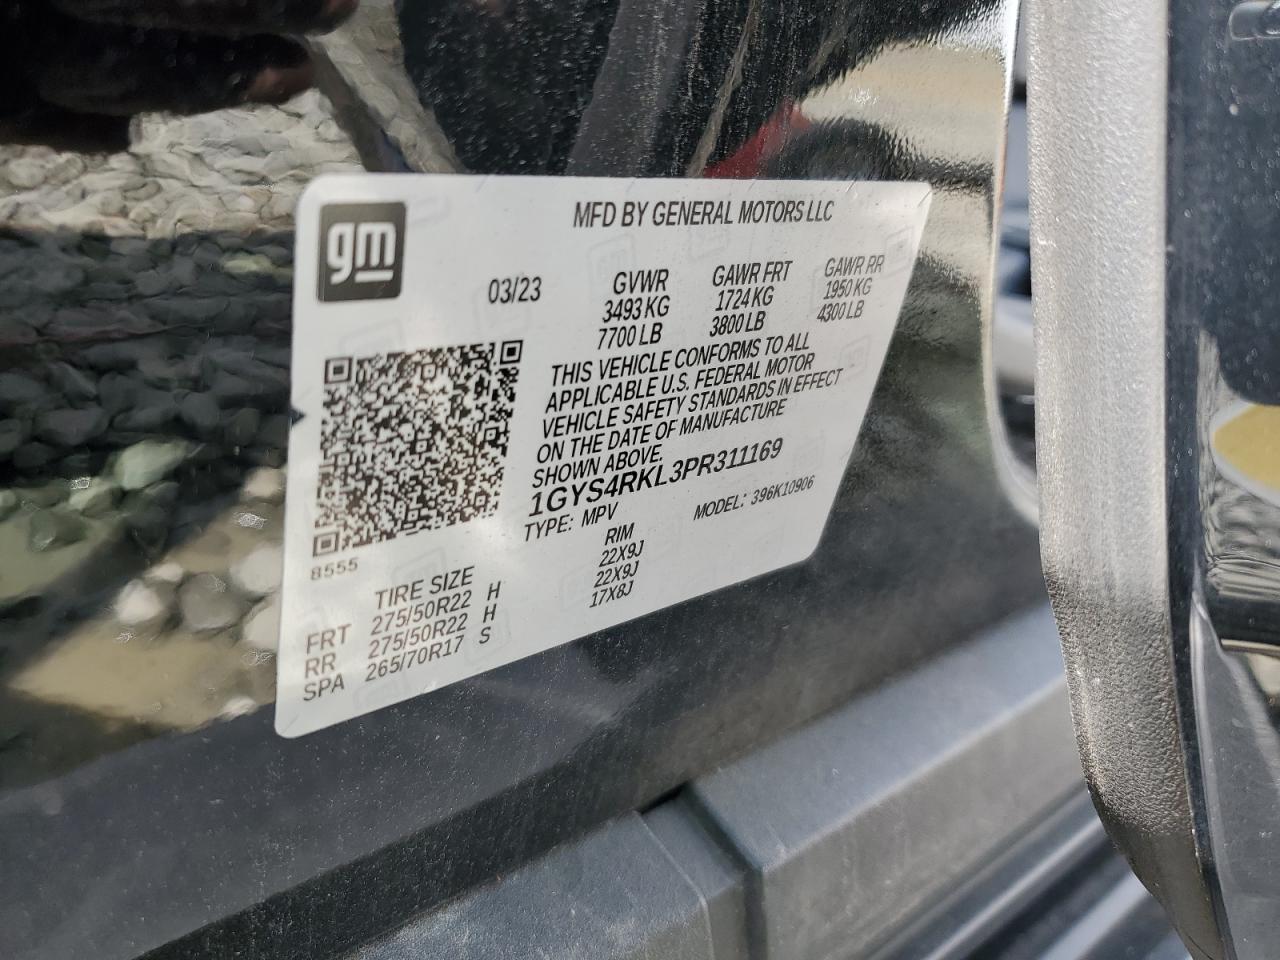 gm
MFD BY GENERAL MOTORS LLC
03/23
GVWR
3493 KG
7700 LB
GAWR FRT
1724 KG
3800 LB
GAWR RR
1950 KG
4300 LB
THIS VEHICLE CONFORMS TO ALL
APPLICABLE U.S. FEDERAL MOTOR
VEHICLE SAFETY STANDARDS IN EFFECT
ON THE DATE OF MANUFACTURE
SHOWN ABOVE.
1GYS4RKL3PR311169
TYPE: MPV
MODEL: 396K10906
8555
TIRE SIZE RIM
FRT 275/50R22 H 22X9J
RR 275/50R22 H 22X9J
SPA 265/70R17 S 17X8J